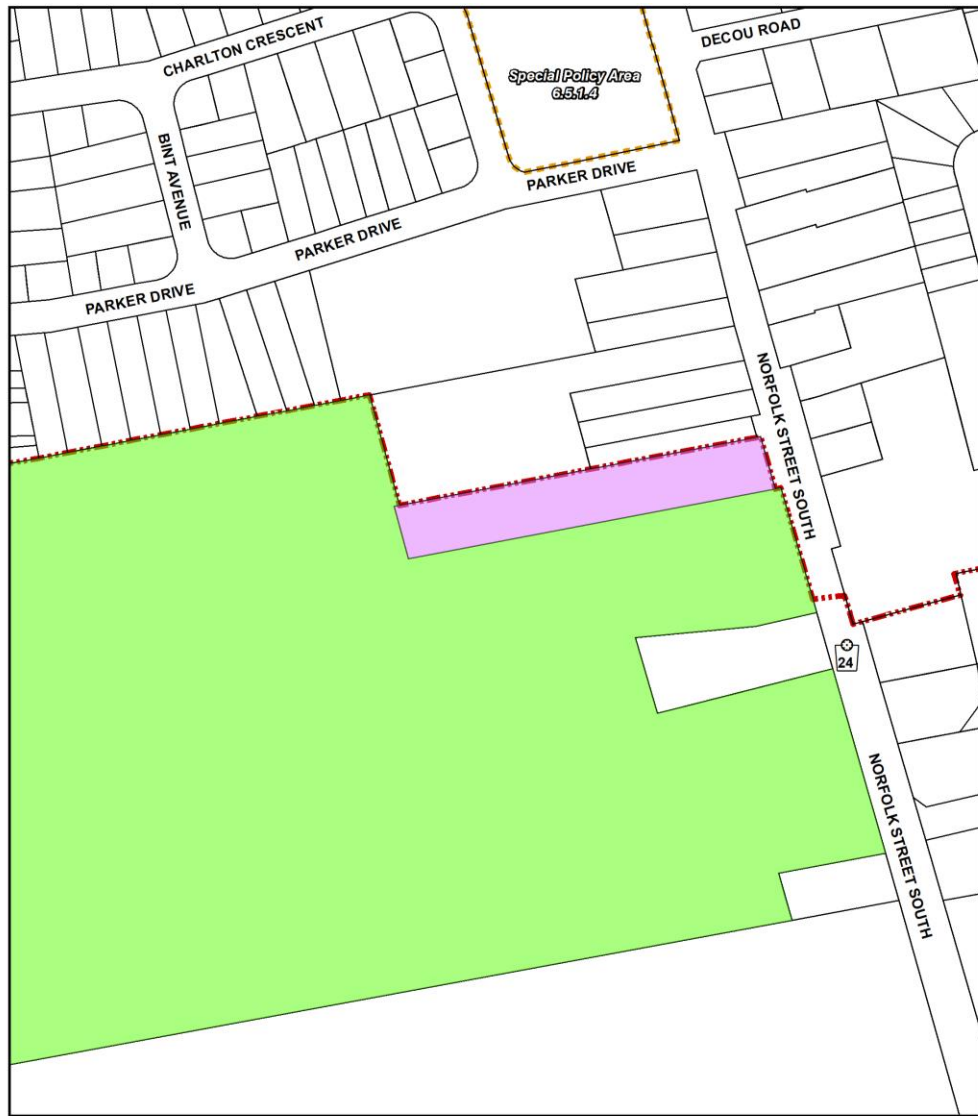 CHARLTON CRESCENT
DECOU ROAD
Special Policy Area
6.5.1.4
BINT AVENUE
PARKER DRIVE
PARKER DRIVE
PARKER DRIVE
NORFOLK STREET SOUTH
24
NORFOLK STREET SOUTH